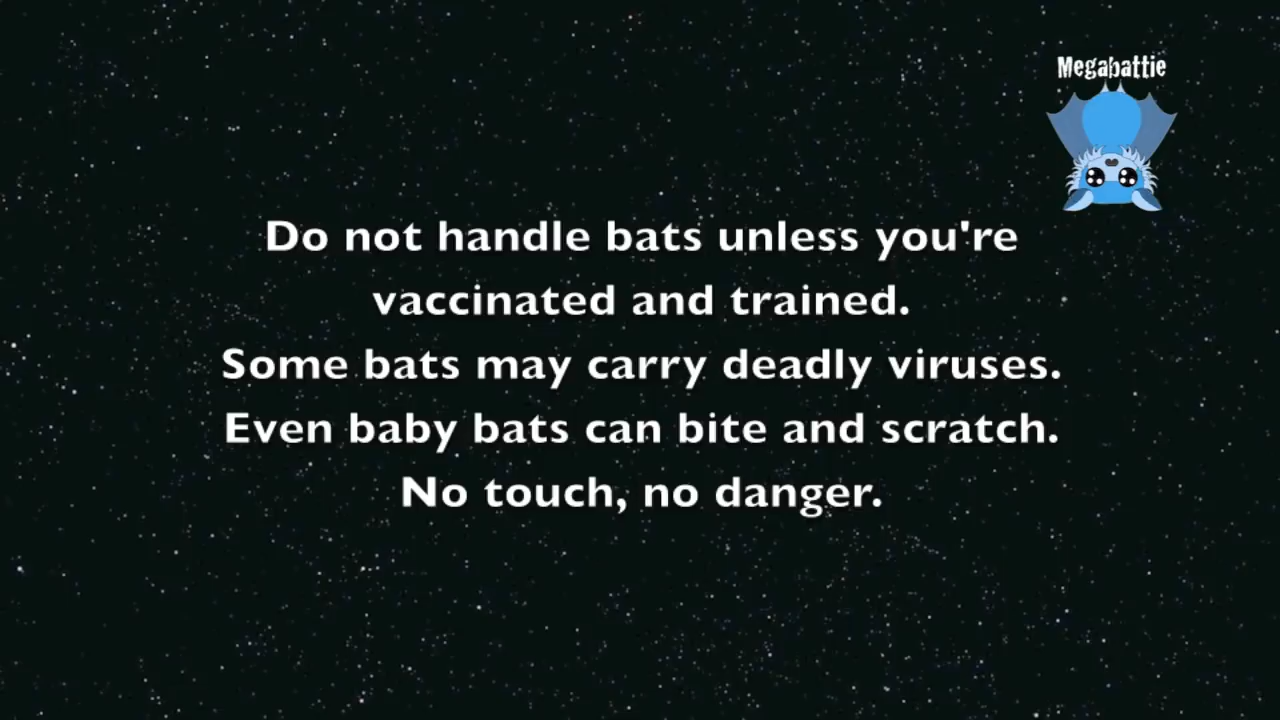 Megabattie
Do not handle bats unless you're
vaccinated and trained.
Some bats may carry deadly viruses.
Even baby bats can bite and scratch.
No touch, no danger.